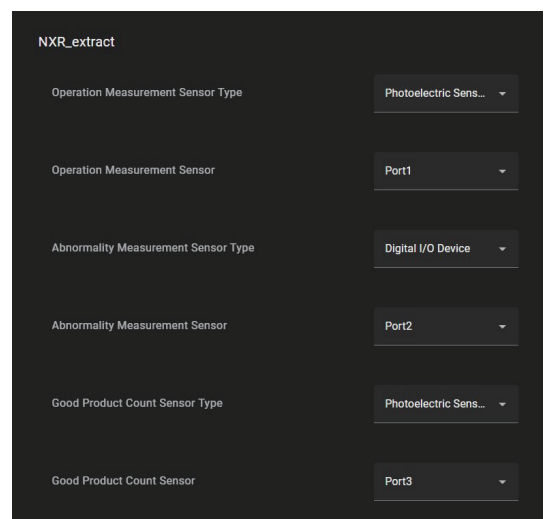 NXR_extract
Operation Measurement Sensor Type Photoelectric Sens...
Operation Measurement Sensor Port1
Abnormality Measurement Sensor Type Digital I/O Device
Abnormality Measurement Sensor Port2
Good Product Count Sensor Type Photoelectric Sens...
Good Product Count Sensor Port3